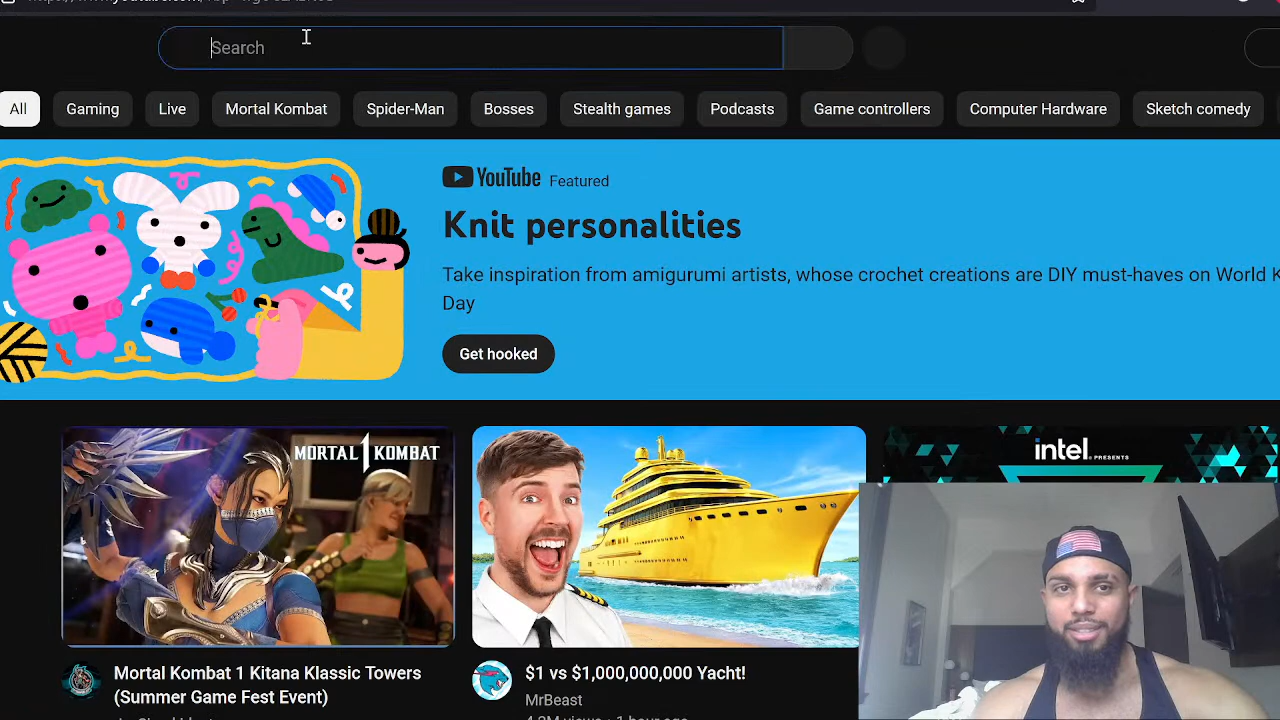 Search
All
Gaming
Live
Mortal Kombat
Spider-Man
Bosses
Stealth games
Podcasts
Game controllers
Computer Hardware
Sketch comedy
YouTube Featured
Knit personalities
Take inspiration from amigurumi artists, whose crochet creations are DIY must-haves on World K
Day
Get hooked
MORTAL KOMBAT 1
intel. PRESENTS
Mortal Kombat 1 Kitana Klassic Towers
(Summer Game Fest Event)
$1 vs $1,000,000,000 Yacht!
MrBeast